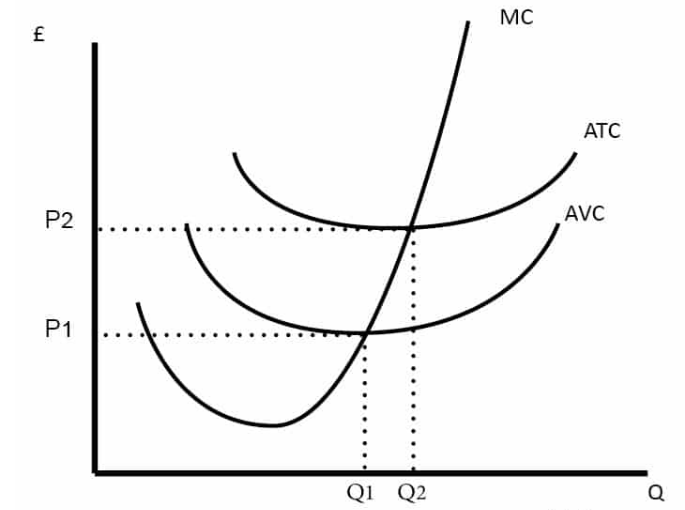 MC
£
ATC
P2
AVC
P1
Q1 Q2 Q